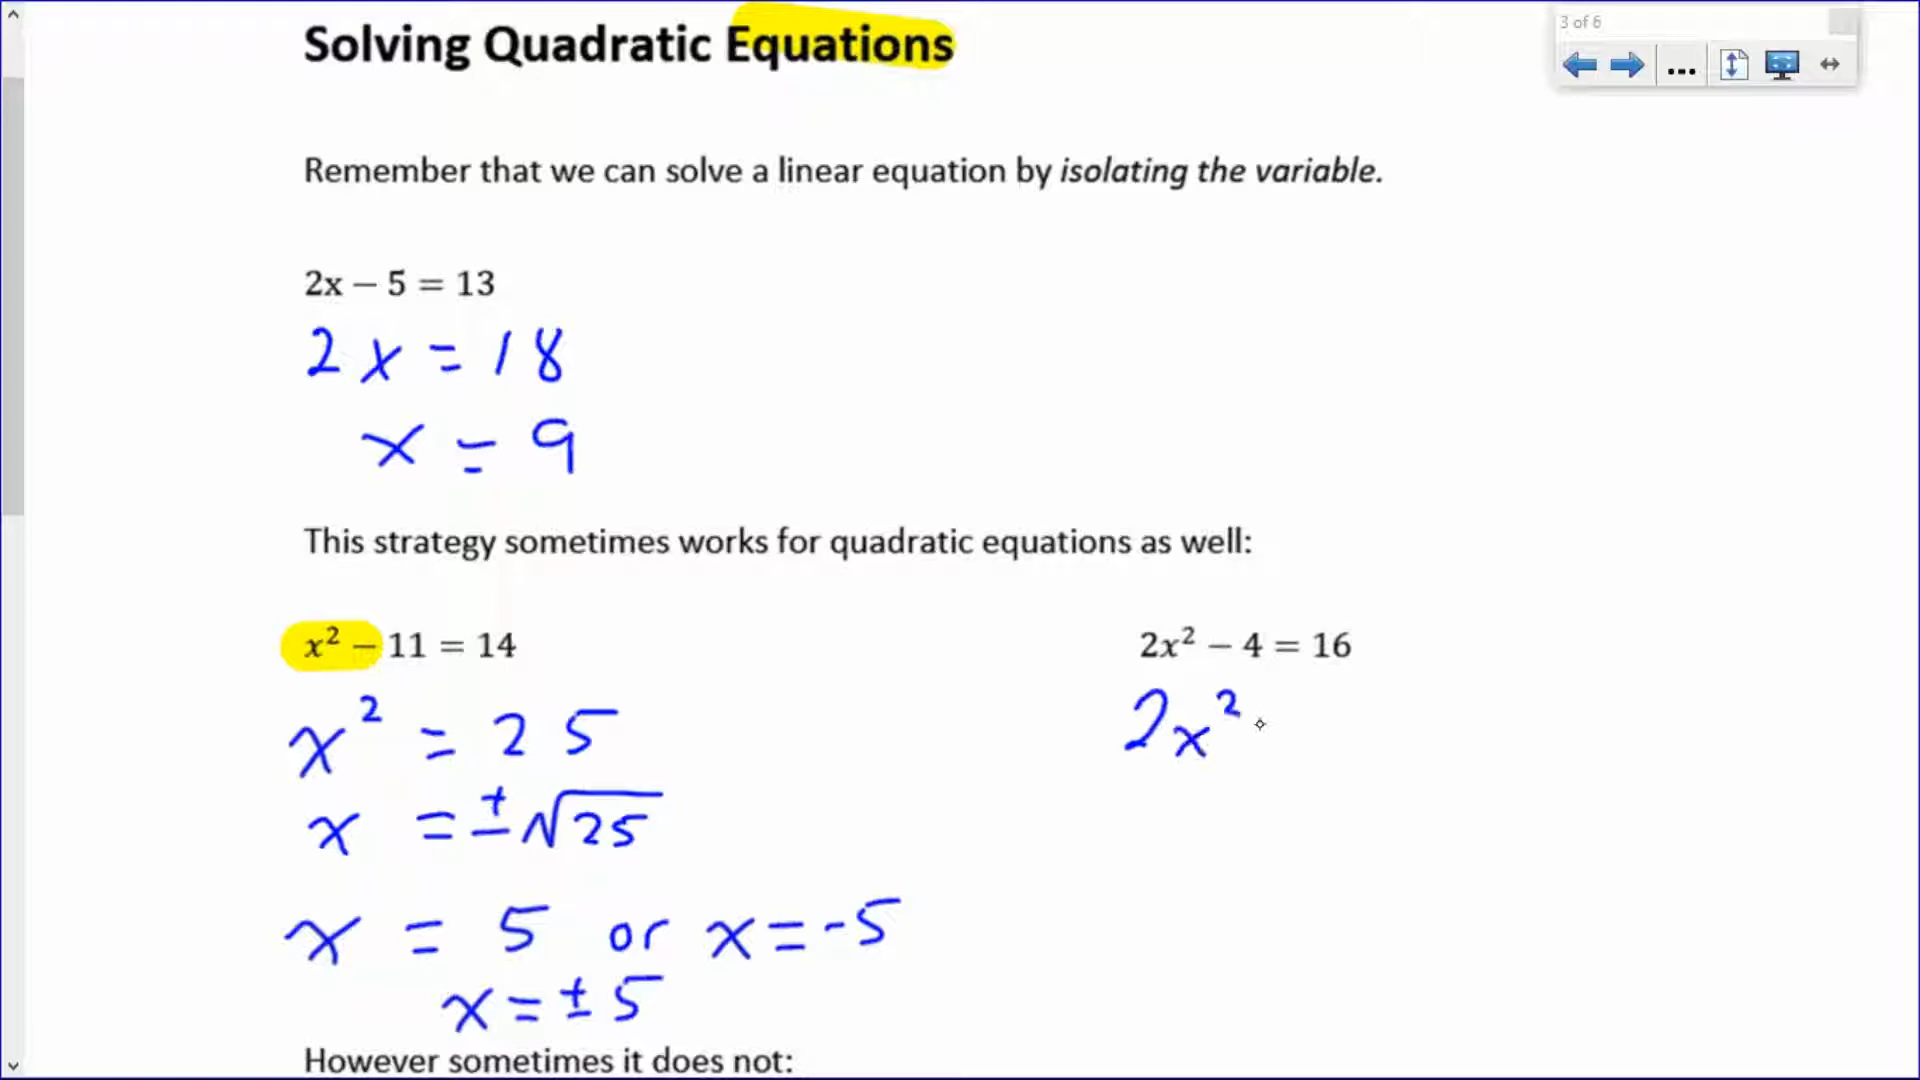 Solving Quadratic Equations
3 of 6
...
Remember that we can solve a linear equation by isolating the variable.
2x − 5 = 13
2x = 18
x = 9
This strategy sometimes works for quadratic equations as well:
x² − 11 = 14
x² = 25
x = ±√25
x = 5 or x = -5
x = ±5
2x² − 4 = 16
2x²
However sometimes it does not: